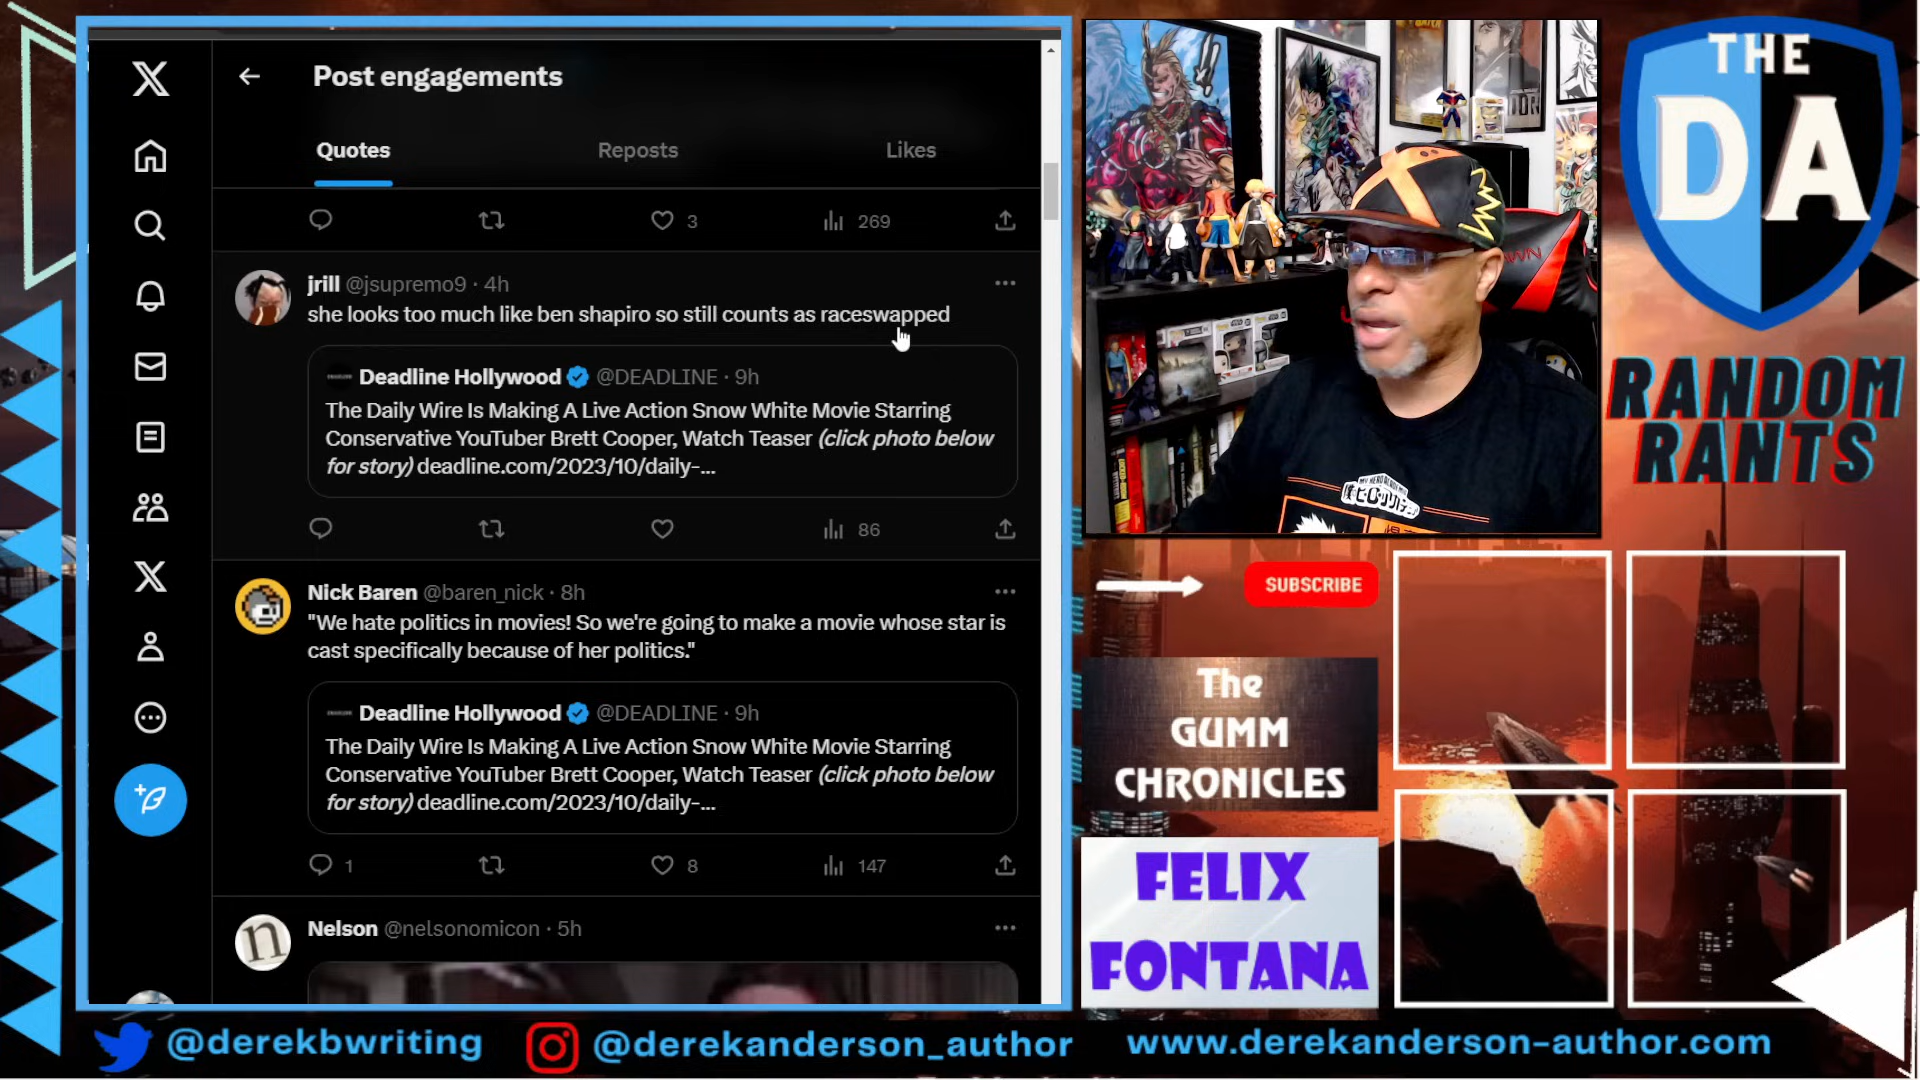 Post engagements
Quotes
Reposts
Likes
3
269
jrill @jsupremo9 · 4h
she looks too much like ben shapiro so still counts as raceswapped
Deadline Hollywood @DEADLINE · 9h
The Daily Wire Is Making A Live Action Snow White Movie Starring
Conservative YouTuber Brett Cooper, Watch Teaser (click photo below
for story) deadline.com/2023/10/daily-...
86
Nick Baren @baren_nick · 8h
"We hate politics in movies! So we're going to make a movie whose star is
cast specifically because of her politics."
Deadline Hollywood @DEADLINE · 9h
The Daily Wire Is Making A Live Action Snow White Movie Starring
Conservative YouTuber Brett Cooper, Watch Teaser (click photo below
for story) deadline.com/2023/10/daily-...
1
8
147
n
Nelson @nelsonomicon · 5h
THE
DA
RANDOM
RANTS
SUBSCRIBE
The
GUMM
CHRONICLES
FELIX
FONTANA
@derekbwriting
@derekanderson_author
www.derekanderson-author.com